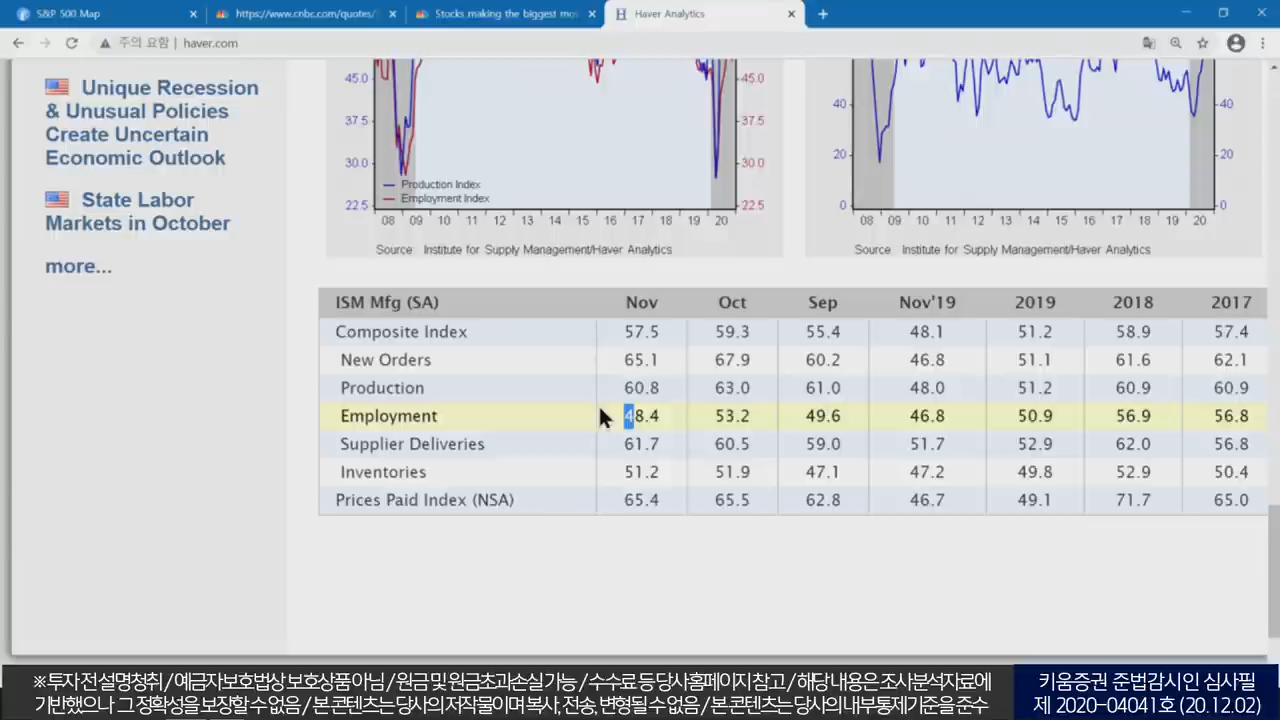 S&P 500 Map
https://www.cnbc.com/quotes/
Stocks making the biggest mo
Haver Analytics
주의 요함 | haver.com
Unique Recession
& Unusual Policies
Create Uncertain
Economic Outlook
State Labor
Markets in October
more...
45.0 45.0
37.5 37.5
30.0 30.0
22.5 22.5
Production Index
Employment Index
08 09 10 11 12 13 14 15 16 17 18 19 20
Source: Institute for Supply Management/Haver Analytics
40 40
20 20
0 0
08 09 10 11 12 13 14 15 16 17 18 19 20
Source: Institute for Supply Management/Haver Analytics
ISM Mfg (SA) Nov Oct Sep Nov'19 2019 2018 2017
Composite Index 57.5 59.3 55.4 48.1 51.2 58.9 57.4
New Orders 65.1 67.9 60.2 46.8 51.1 61.6 62.1
Production 60.8 63.0 61.0 48.0 51.2 60.9 60.9
Employment 48.4 53.2 49.6 46.8 50.9 56.9 56.8
Supplier Deliveries 61.7 60.5 59.0 51.7 52.9 62.0 56.8
Inventories 51.2 51.9 47.1 47.2 49.8 52.9 50.4
Prices Paid Index (NSA) 65.4 65.5 62.8 46.7 49.1 71.7 65.0
※ 투자 전 설명청취 / 예금자보호법상 보호상품 아님 / 원금 및 원금초과손실 가능 / 수수료 등 당사홈페이지 참고 / 해당 내용은 조사분석자료에
기반했으나 그 정확성을 보장할 수 없음 / 본 콘텐츠는 당사의 저작물이며 복사, 전송, 변형될 수 없음 / 본 콘텐츠는 당사의 내부통제기준을 준수
키움증권 준법감시인 심사필
제 2020-04041호 (20.12.02)